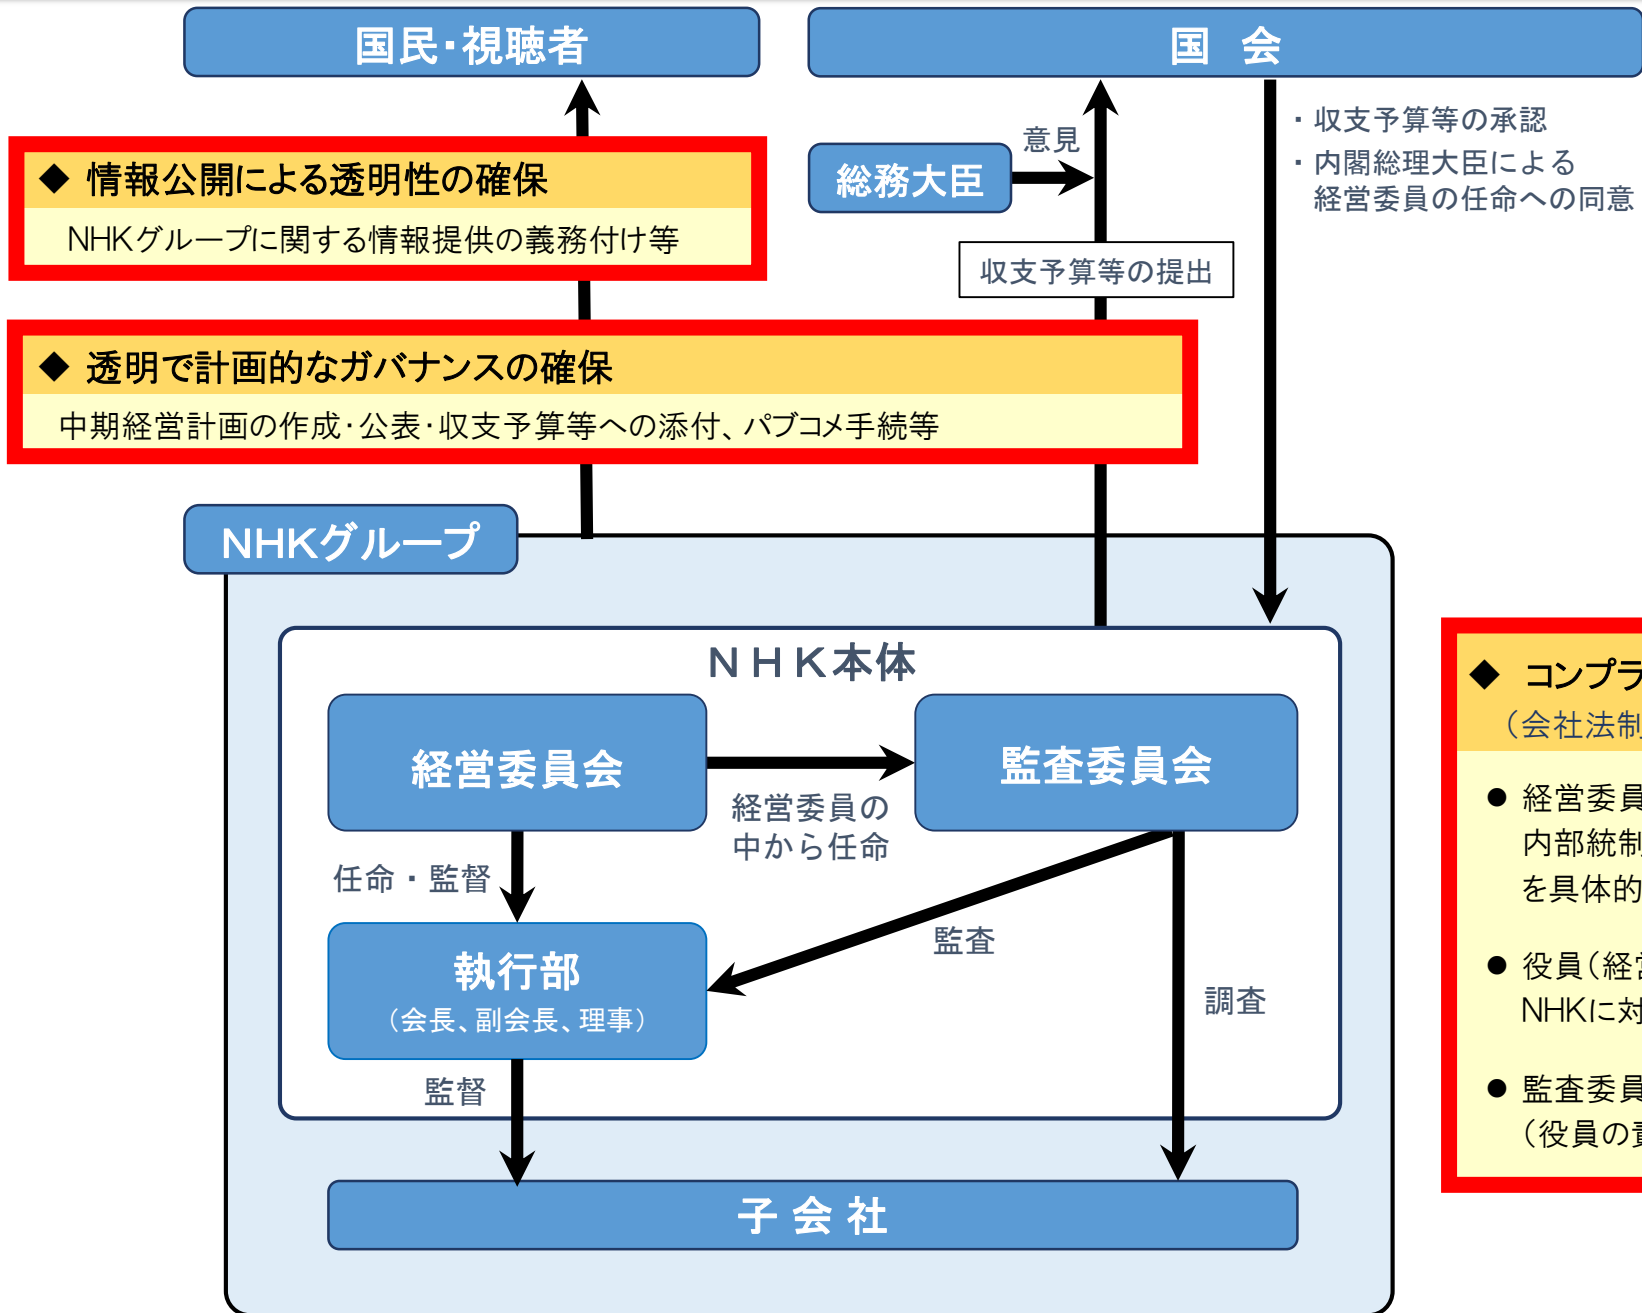 国民・視聴者
国 会
・収支予算等の承認
・内閣総理大臣による
経営委員の任命への同意
意見
総務大臣
◆ 情報公開による透明性の確保
NHKグループに関する情報提供の義務付け等
収支予算等の提出
◆ 透明で計画的なガバナンスの確保
中期経営計画の作成・公表・収支予算等への添付、パブコメ手続等
NHKグループ
NHK本体
経営委員会
監査委員会
経営委員の
中から任命
任命・監督
執行部
（会長、副会長、理事）
監査
調査
監督
子会社
◆ コンプラ
（会社法制
● 経営委員
内部統制
を具体的
● 役員（経営
NHKに対
● 監査委員
（役員の責